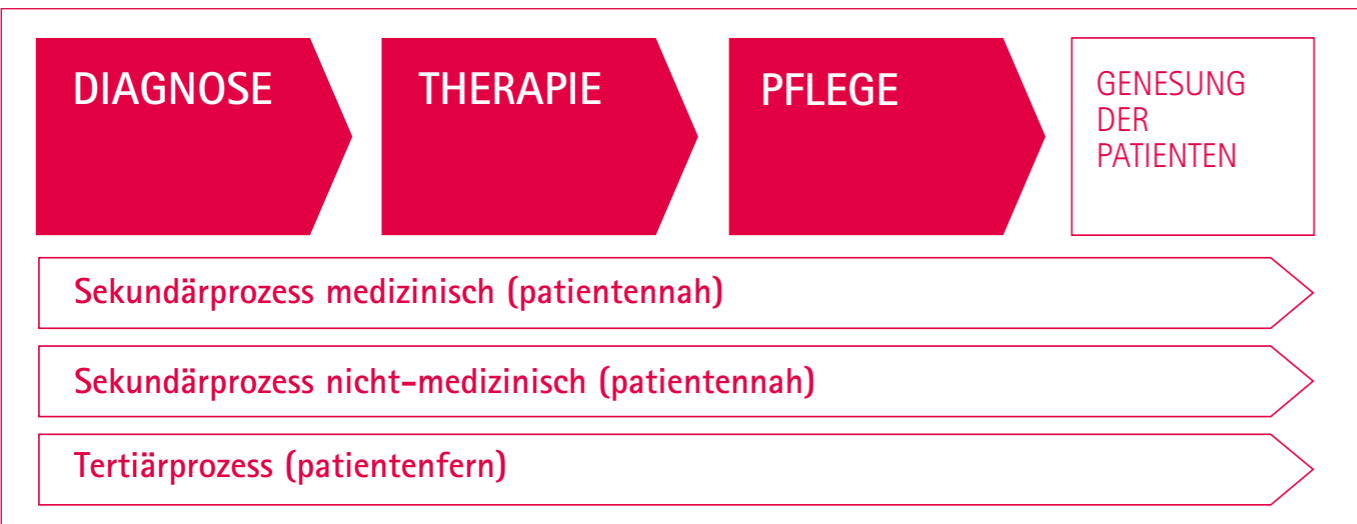 DIAGNOSE
THERAPIE
PFLEGE
GENESUNG
DER
PATIENTEN
Sekundärprozess medizinisch (patientennah)
Sekundärprozess nicht-medizinisch (patientennah)
Tertiärprozess (patientenfern)